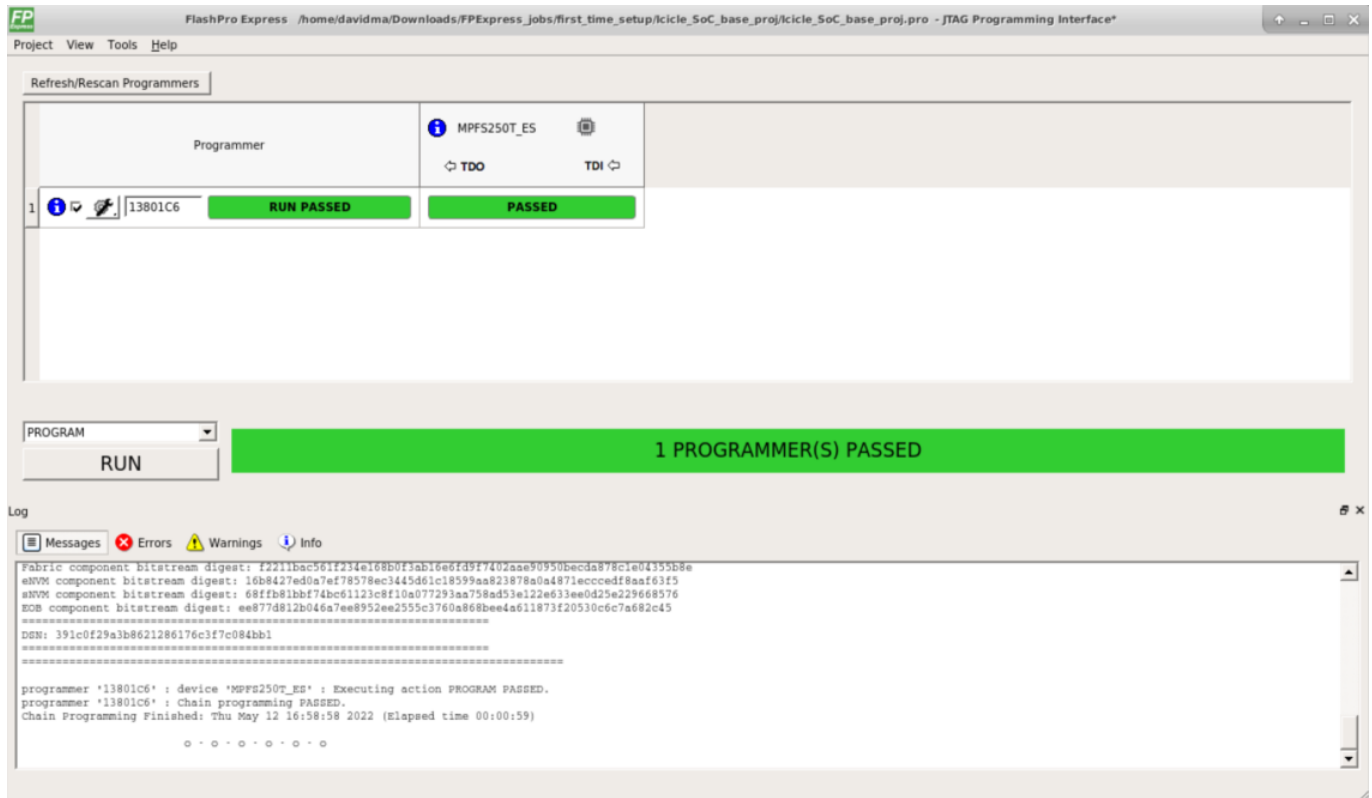 FP FlashPro Express /home/davidma/Downloads/FPExpress_jobs/first_time_setup/Icicle_SoC_base_proj/Icicle_SoC_base_proj.pro - JTAG Programming Interface*
Project View Tools Help
Refresh/Rescan Programmers
Programmer
MPFS250T_ES
TDO TDI
1 13801C6 RUN PASSED PASSED
PROGRAM
RUN
1 PROGRAMMER(S) PASSED
Log
Messages Errors Warnings Info
Fabric component bitstream digest: f2211bac561f234e168b0f3ab16e6fd9f7402aae90950becda878c1e04355b8e
eNVM component bitstream digest: 16b8427ed0a7ef78578ec3445d61c18599aa823878a0a4871ecccedf8aaf63f5
sNVM component bitstream digest: 68ffb81bbf74bc61123c8f10a077293aa758ad53e122e633ee0d25e229668576
EOB component bitstream digest: ee877d812b046a7ee8952ee2555c3760a868bee4a611873f20530c6c7a682c45
=====================================================================
DSN: 391c0f29a3b8621286176c3f7c084bb1
=====================================================================
================================================================================
programmer '13801C6' : device 'MPFS250T_ES' : Executing action PROGRAM PASSED.
programmer '13801C6' : Chain programming PASSED.
Chain Programming Finished: Thu May 12 16:58:58 2022 (Elapsed time 00:00:59)
o - o - o - o - o - o